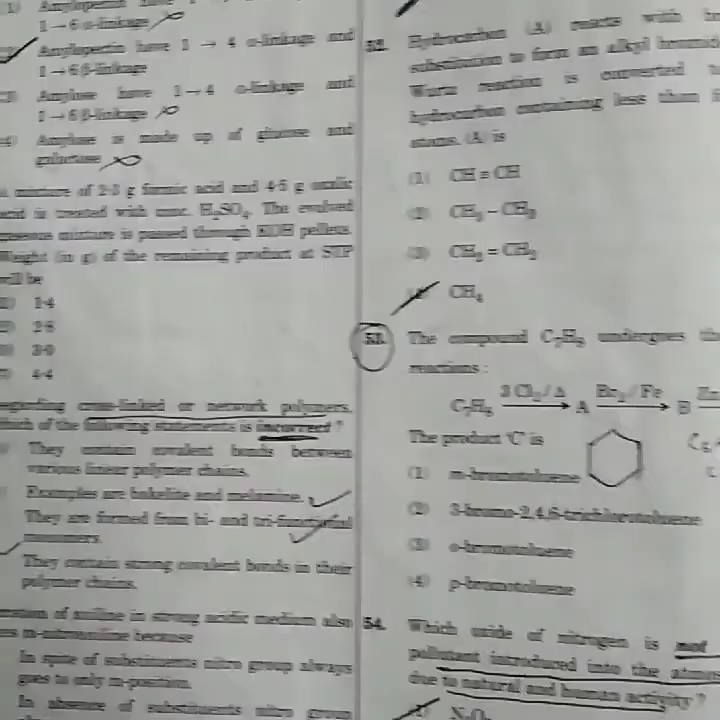 (1) Amylopectin have
1 → 6 α-linkage
Amylopectin have 1 → 4 α-linkage and
1 → 6 β-linkage
Amylose have 1 → 4 α-linkage and
1 → 6 β-linkage
Amylose is made up of glucose and
galactose
mixture of 2·3 g formic acid and 4·5 g oxalic
acid is treated with conc. H₂SO₄. The evolved
gaseous mixture is passed through KOH pellets.
Weight (in g) of the remaining product at STP
will be
1·4
2·8
3·0
4·4
cross-linked or network polymers,
of the following statements is incorrect ?
They contain covalent bonds between
various linear polymer chains.
Examples are bakelite and melamine.
They are formed from bi- and tri-functional
monomers.
They contain strong covalent bonds in their
polymer chains.
of aniline in strong acidic medium also
m-nitroaniline because
In spite of substituents nitro group always
goes to only m-position.
In absence of substituents nitro group
52. Hydrocarbon (A) reacts with
substitution to form an alkyl bromide
Wurtz reaction is converted
hydrocarbon containing less than
atoms. (A) is
(1) CH ≡ CH
(2) CH₃ – CH₃
(3) CH₂ = CH₂
CH₄
53. The compound C₇H₈ undergoes
reactions :
C₇H₈ 3 Cl₂ / Δ A Br₂ / Fe B Zn
The product 'C' is
(1) m-bromotoluene
(2) 3-bromo-2,4,6-trichlorotoluene
(3) o-bromotoluene
(4) p-bromotoluene
54. Which oxide of nitrogen is not
pollutant introduced into the
due to natural and human activity ?